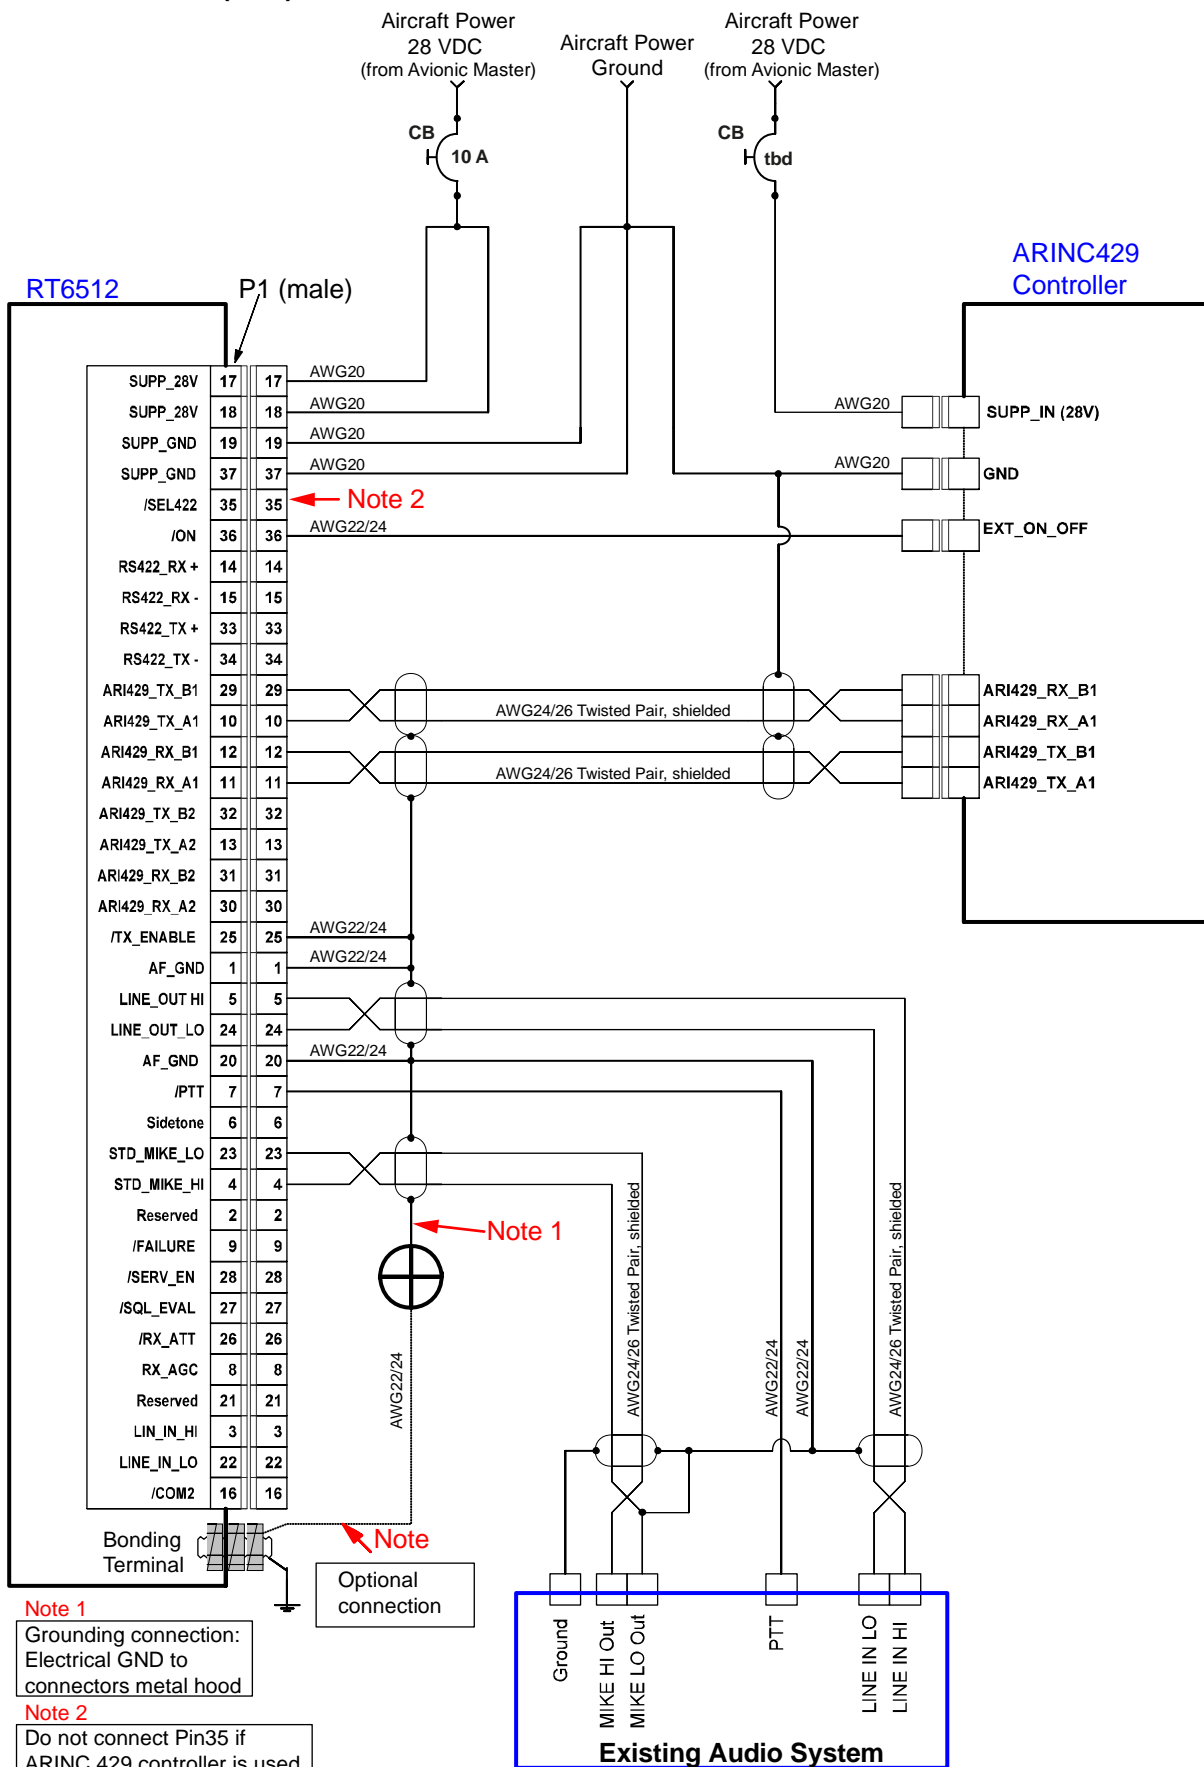 Aircraft Power
28 VDC
(from Avionic Master)
Aircraft Power
Ground
Aircraft Power
28 VDC
(from Avionic Master)
CB
10 A
CB
tbd
RT6512
P1 (male)
ARINC429
Controller
SUPP_28V 17 17 AWG20
SUPP_28V 18 18 AWG20
AWG20 SUPP_IN (28V)
SUPP_GND 19 19 AWG20
SUPP_GND 37 37 AWG20
AWG20 GND
/SEL422 35 35 Note 2
/ON 36 36 AWG22/24
EXT_ON_OFF
RS422_RX + 14 14
RS422_RX - 15 15
RS422_TX + 33 33
RS422_TX - 34 34
ARI429_TX_B1 29 29 ARI429_RX_B1
ARI429_TX_A1 10 10 AWG24/26 Twisted Pair, shielded ARI429_RX_A1
ARI429_RX_B1 12 12 ARI429_TX_B1
ARI429_RX_A1 11 11 AWG24/26 Twisted Pair, shielded ARI429_TX_A1
ARI429_TX_B2 32 32
ARI429_TX_A2 13 13
ARI429_RX_B2 31 31
ARI429_RX_A2 30 30
/TX_ENABLE 25 25 AWG22/24
AF_GND 1 1 AWG22/24
LINE_OUT HI 5 5
LINE_OUT_LO 24 24
AF_GND 20 20 AWG22/24
/PTT 7 7
Sidetone 6 6
STD_MIKE_LO 23 23
STD_MIKE_HI 4 4
Reserved 2 2
Note 1
/FAILURE 9 9
/SERV_EN 28 28
/SQL_EVAL 27 27
/RX_ATT 26 26
RX_AGC 8 8
Reserved 21 21
LIN_IN_HI 3 3
LINE_IN_LO 22 22
/COM2 16 16
AWG22/24
AWG24/26 Twisted Pair, shielded
AWG22/24
AWG22/24
AWG24/26 Twisted Pair, shielded
Bonding
Terminal
Note
Optional
connection
Ground
MIKE HI Out
MIKE LO Out
PTT
LINE IN LO
LINE IN HI
Existing Audio System
Note 1
Grounding connection:
Electrical GND to
connectors metal hood
Note 2
Do not connect Pin35 if
ARINC 429 controller is used